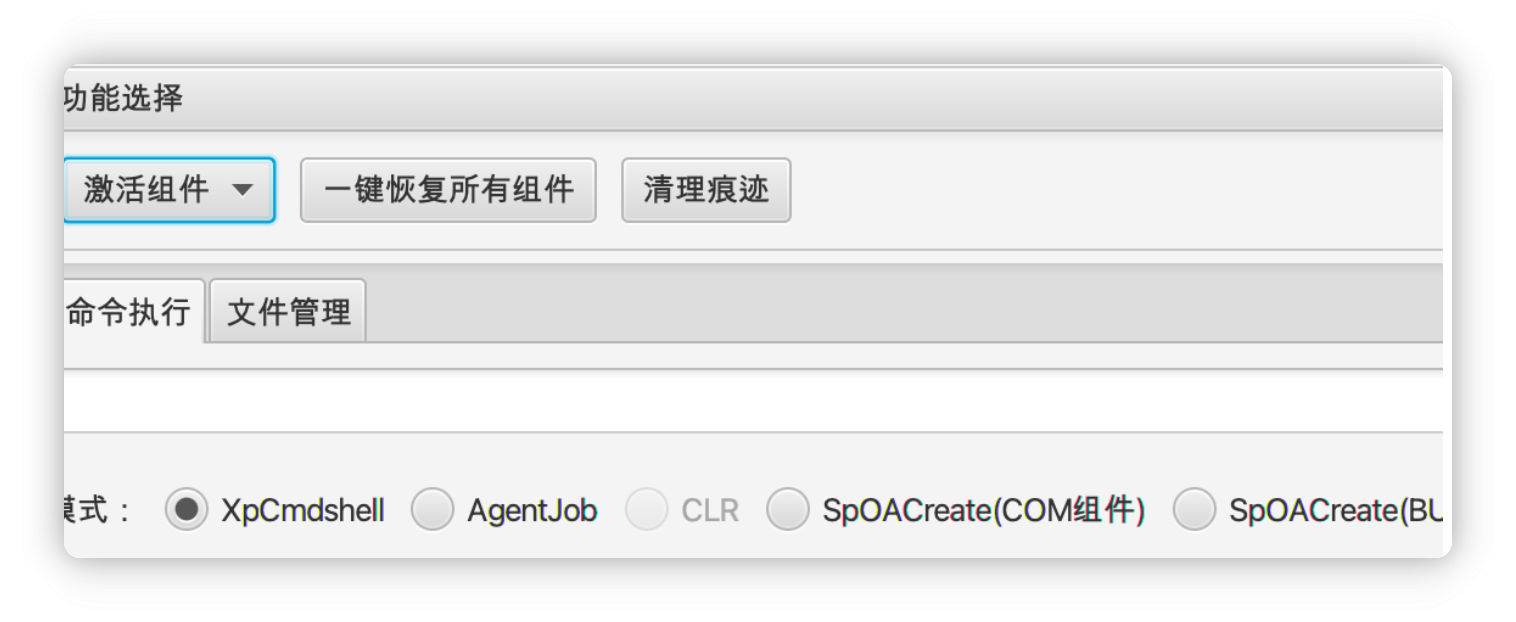 功能选择
激活组件 一键恢复所有组件 清理痕迹
命令执行 文件管理
模式： XpCmdshell AgentJob CLR SpOACreate(COM组件) SpOACreate(BU